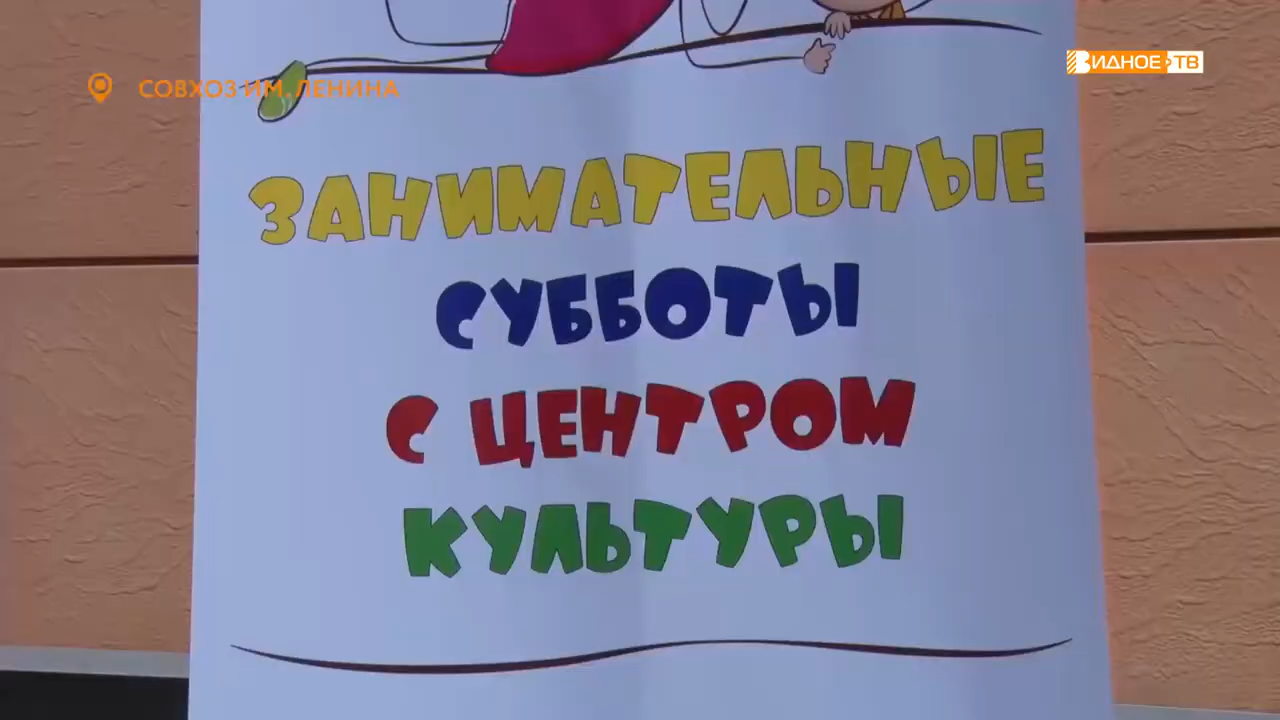 СОВХОЗ ИМ. ЛЕНИНА
ВИДНОЕ ТВ
ЗАНИМАТЕЛЬНЫЕ
СУББОТЫ
С ЦЕНТРОМ
КУЛЬТУРЫ